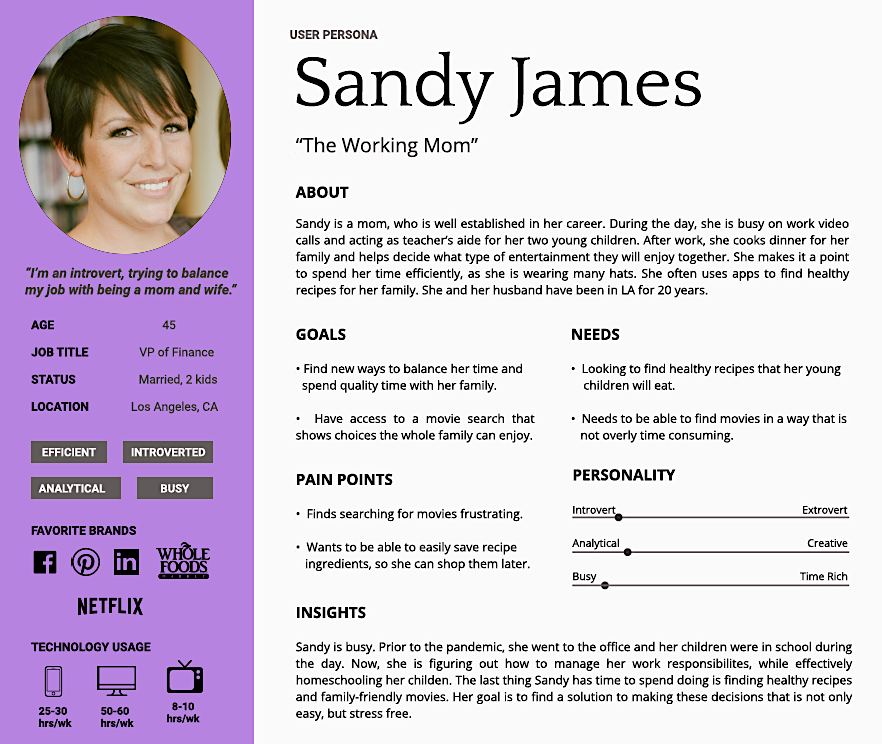 USER PERSONA
Sandy James
“The Working Mom”
“I’m an introvert, trying to balance
my job with being a mom and wife.”
AGE 45
JOB TITLE VP of Finance
STATUS Married, 2 kids
LOCATION Los Angeles, CA
EFFICIENT INTROVERTED
ANALYTICAL BUSY
FAVORITE BRANDS
f p in WHOLE
FOODS
MARKET
NETFLIX
TECHNOLOGY USAGE
25-30
hrs/wk
50-60
hrs/wk
8-10
hrs/wk
ABOUT
Sandy is a mom, who is well established in her career. During the day, she is busy on work video
calls and acting as teacher’s aide for her two young children. After work, she cooks dinner for her
family and helps decide what type of entertainment they will enjoy together. She makes it a point
to spend her time efficiently, as she is wearing many hats. She often uses apps to find healthy
recipes for her family. She and her husband have been in LA for 20 years.
GOALS
• Find new ways to balance her time and
spend quality time with her family.
• Have access to a movie search that
shows choices the whole family can enjoy.
NEEDS
• Looking to find healthy recipes that her young
children will eat.
• Needs to be able to find movies in a way that is
not overly time consuming.
PAIN POINTS
• Finds searching for movies frustrating.
• Wants to be able to easily save recipe
ingredients, so she can shop them later.
PERSONALITY
Introvert Extrovert
Analytical Creative
Busy Time Rich
INSIGHTS
Sandy is busy. Prior to the pandemic, she went to the office and her children were in school during
the day. Now, she is figuring out how to manage her work responsibilites, while effectively
homeschooling her childen. The last thing Sandy has time to spend doing is finding healthy recipes
and family-friendly movies. Her goal is to find a solution to making these decisions that is not only
easy, but stress free.